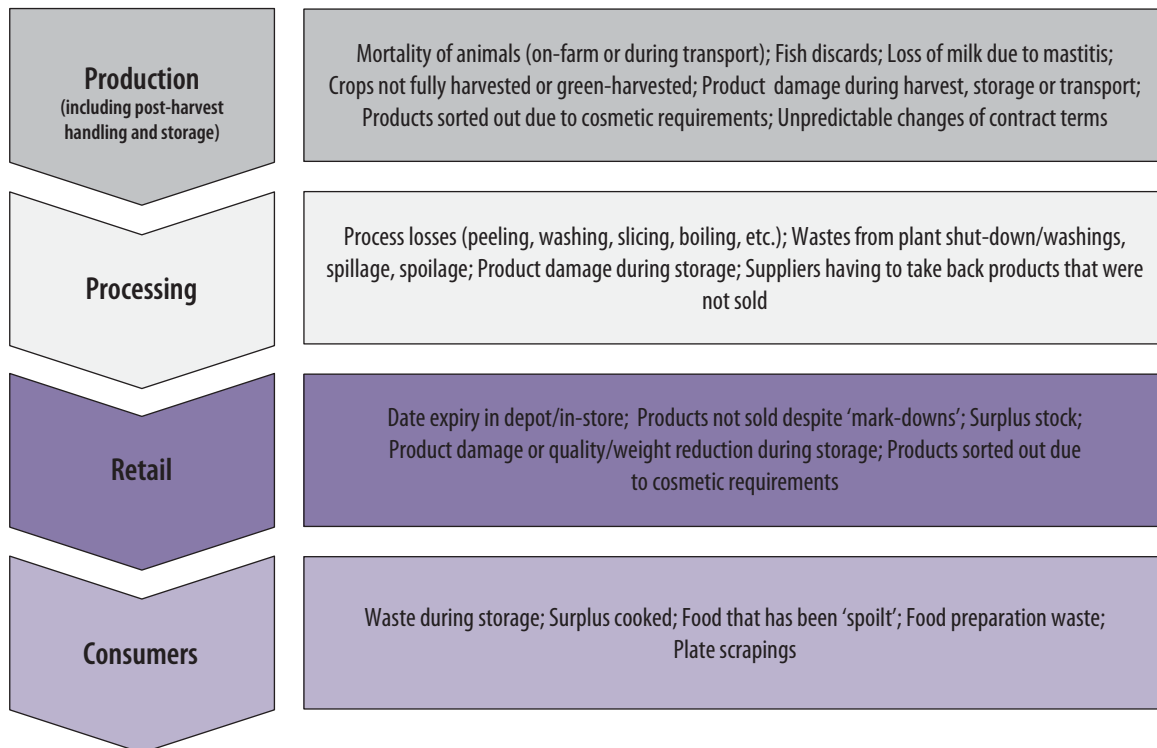 Production
(including post-harvest
handling and storage)
Mortality of animals (on-farm or during transport); Fish discards; Loss of milk due to mastitis;
Crops not fully harvested or green-harvested; Product  damage during harvest, storage or transport;
Products sorted out due to cosmetic requirements; Unpredictable changes of contract terms
Processing
Process losses (peeling, washing, slicing, boiling, etc.); Wastes from plant shut-down/washings,
spillage, spoilage; Product damage during storage; Suppliers having to take back products that were
not sold
Retail
Date expiry in depot/in-store;  Products not sold despite ‘mark-downs’; Surplus stock;
Product damage or quality/weight reduction during storage; Products sorted out due
to cosmetic requirements
Consumers
Waste during storage; Surplus cooked; Food that has been ‘spoilt’; Food preparation waste;
Plate scrapings